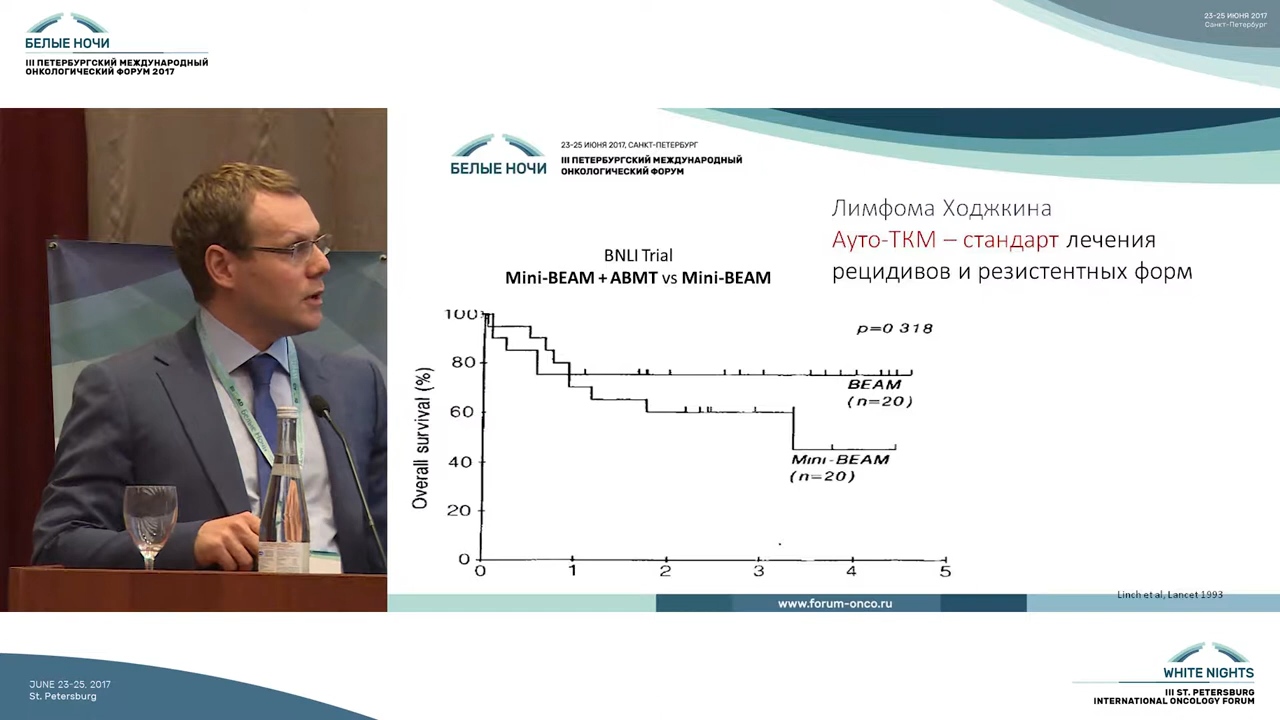 БЕЛЫЕ НОЧИ
III ПЕТЕРБУРГСКИЙ МЕЖДУНАРОДНЫЙ
ОНКОЛОГИЧЕСКИЙ ФОРУМ 2017
23-25 ИЮНЯ 2017
Санкт-Петербург
БЕЛЫЕ НОЧИ
23-25 ИЮНЯ 2017, САНКТ-ПЕТЕРБУРГ
III ПЕТЕРБУРГСКИЙ МЕЖДУНАРОДНЫЙ
ОНКОЛОГИЧЕСКИЙ ФОРУМ
Лимфома Ходжкина
Ауто-ТКМ – стандарт лечения
рецидивов и резистентных форм
BNLI Trial
Mini-BEAM + ABMT vs Mini-BEAM
Overall survival (%)
100
80
60
40
20
0
p=0 318
BEAM
(n=20)
Mini-BEAM
(n=20)
0 1 2 3 4 5
Linch et al, Lancet 1993
www.forum-onco.ru
JUNE 23-25, 2017
St. Petersburg
WHITE NIGHTS
III ST. PETERSBURG
INTERNATIONAL ONCOLOGY FORUM